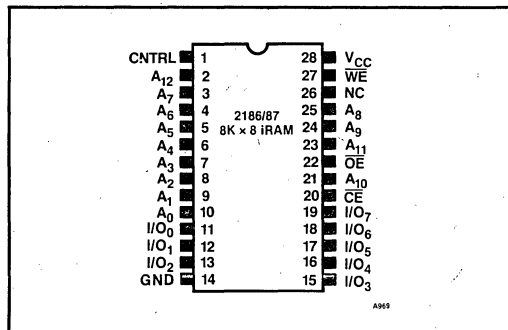 CNTRL 1 28 VCC
A12 2 27 WE
A7 3 26 NC
A6 4 25 A8
A5 5 24 A9
A4 6 23 A11
A3 7 22 OE
A2 8 21 A10
A1 9 20 CE
A0 10 19 I/O7
I/O0 11 18 I/O6
I/O1 12 17 I/O5
I/O2 13 16 I/O4
GND 14 15 I/O3
2186/87
8K × 8 iRAM
A969